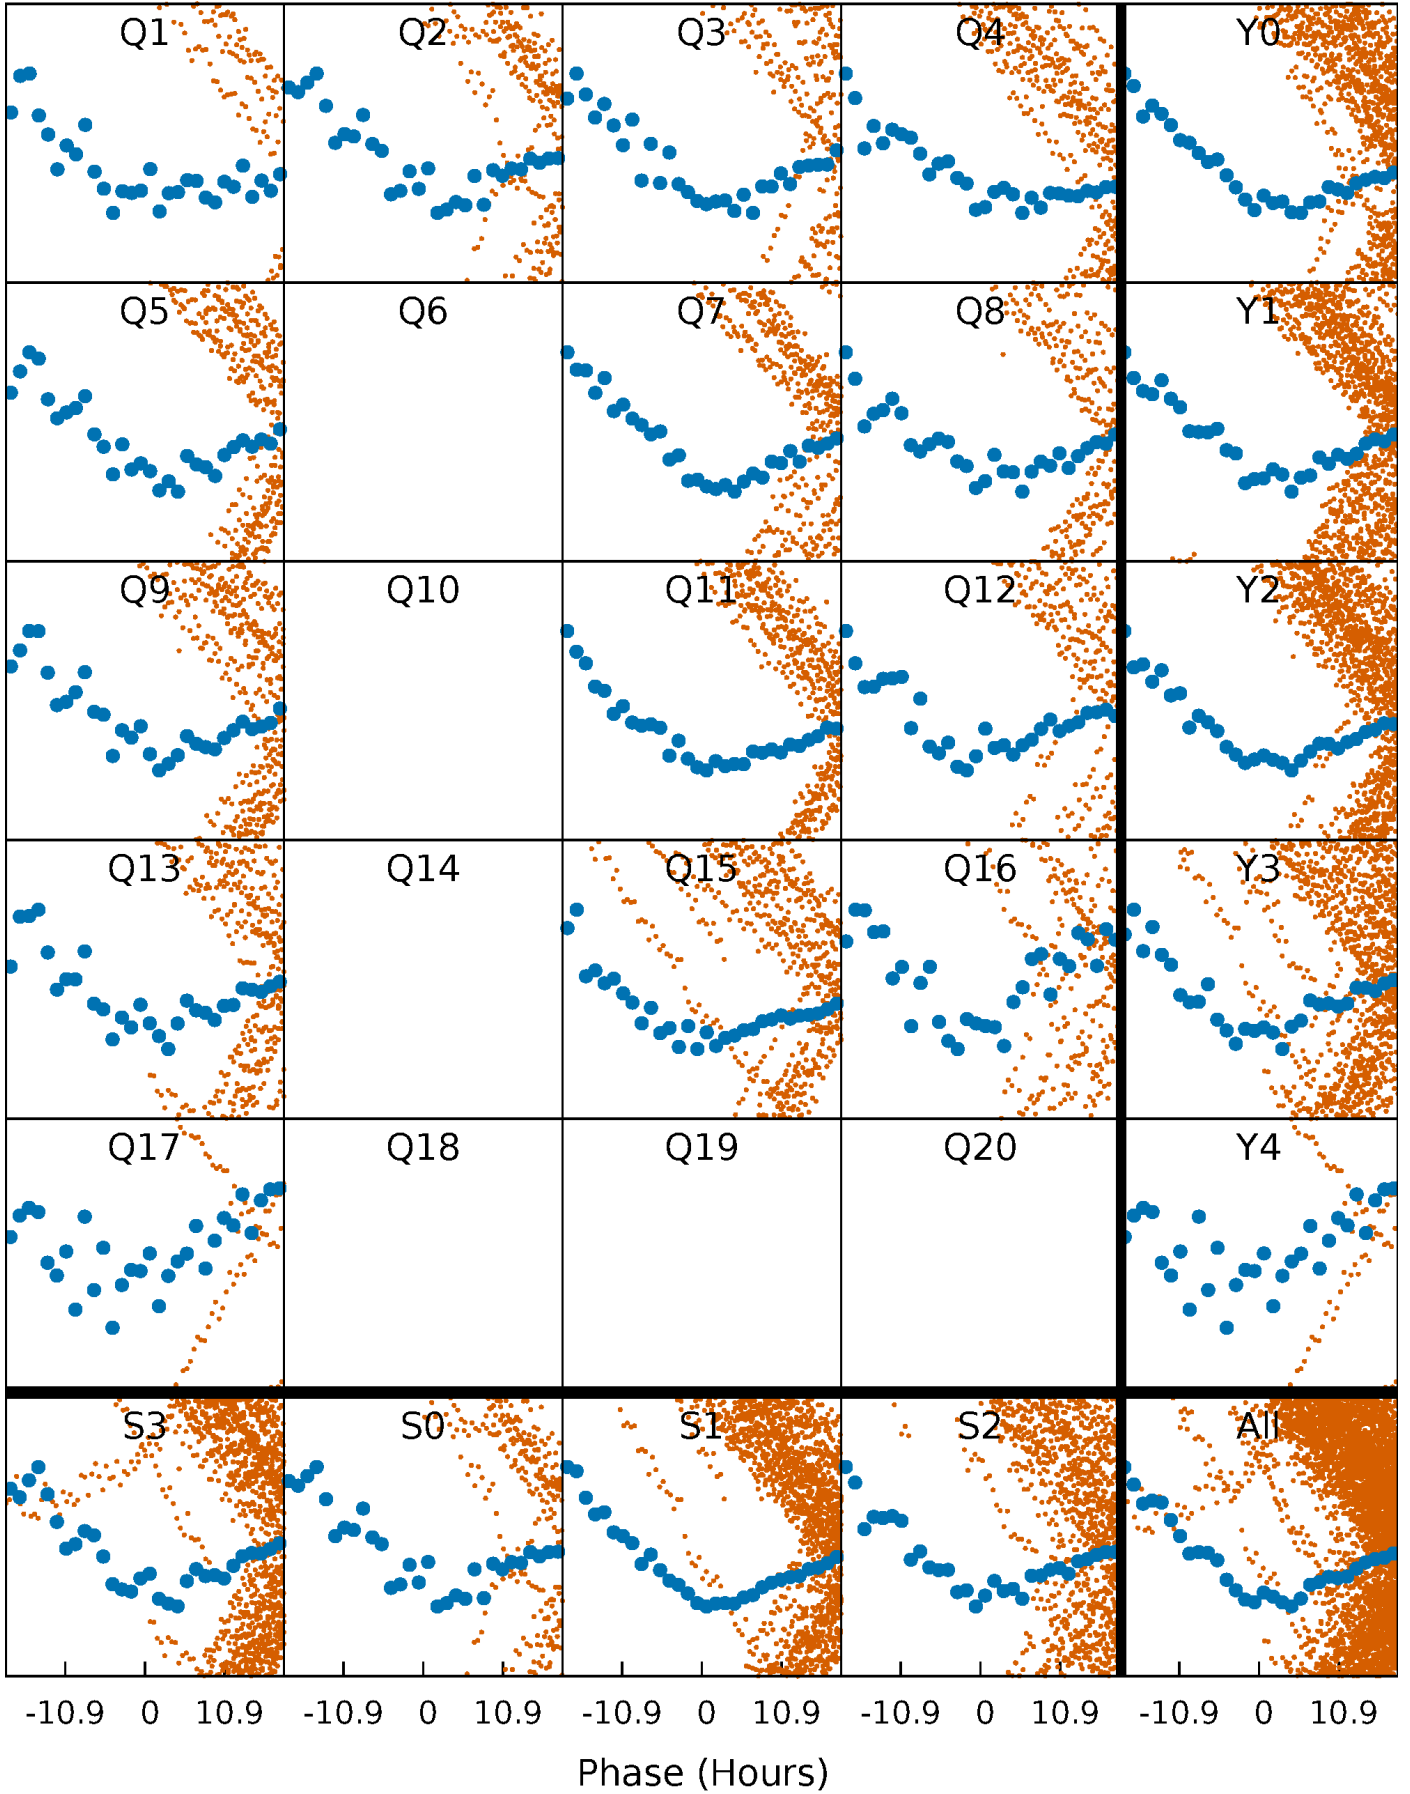 Q1 Q2 Q3 Q4 Y0
Q5 Q6 Q7 Q8 Y1
Q9 Q10 Q11 Q12 Y2
Q13 Q14 Q15 Q16 Y3
Q17 Q18 Q19 Q20 Y4
S3 S0 S1 S2 All
-10.9 0 10.9 -10.9 0 10.9 -10.9 0 10.9 -10.9 0 10.9 -10.9 0 10.9
Phase (Hours)